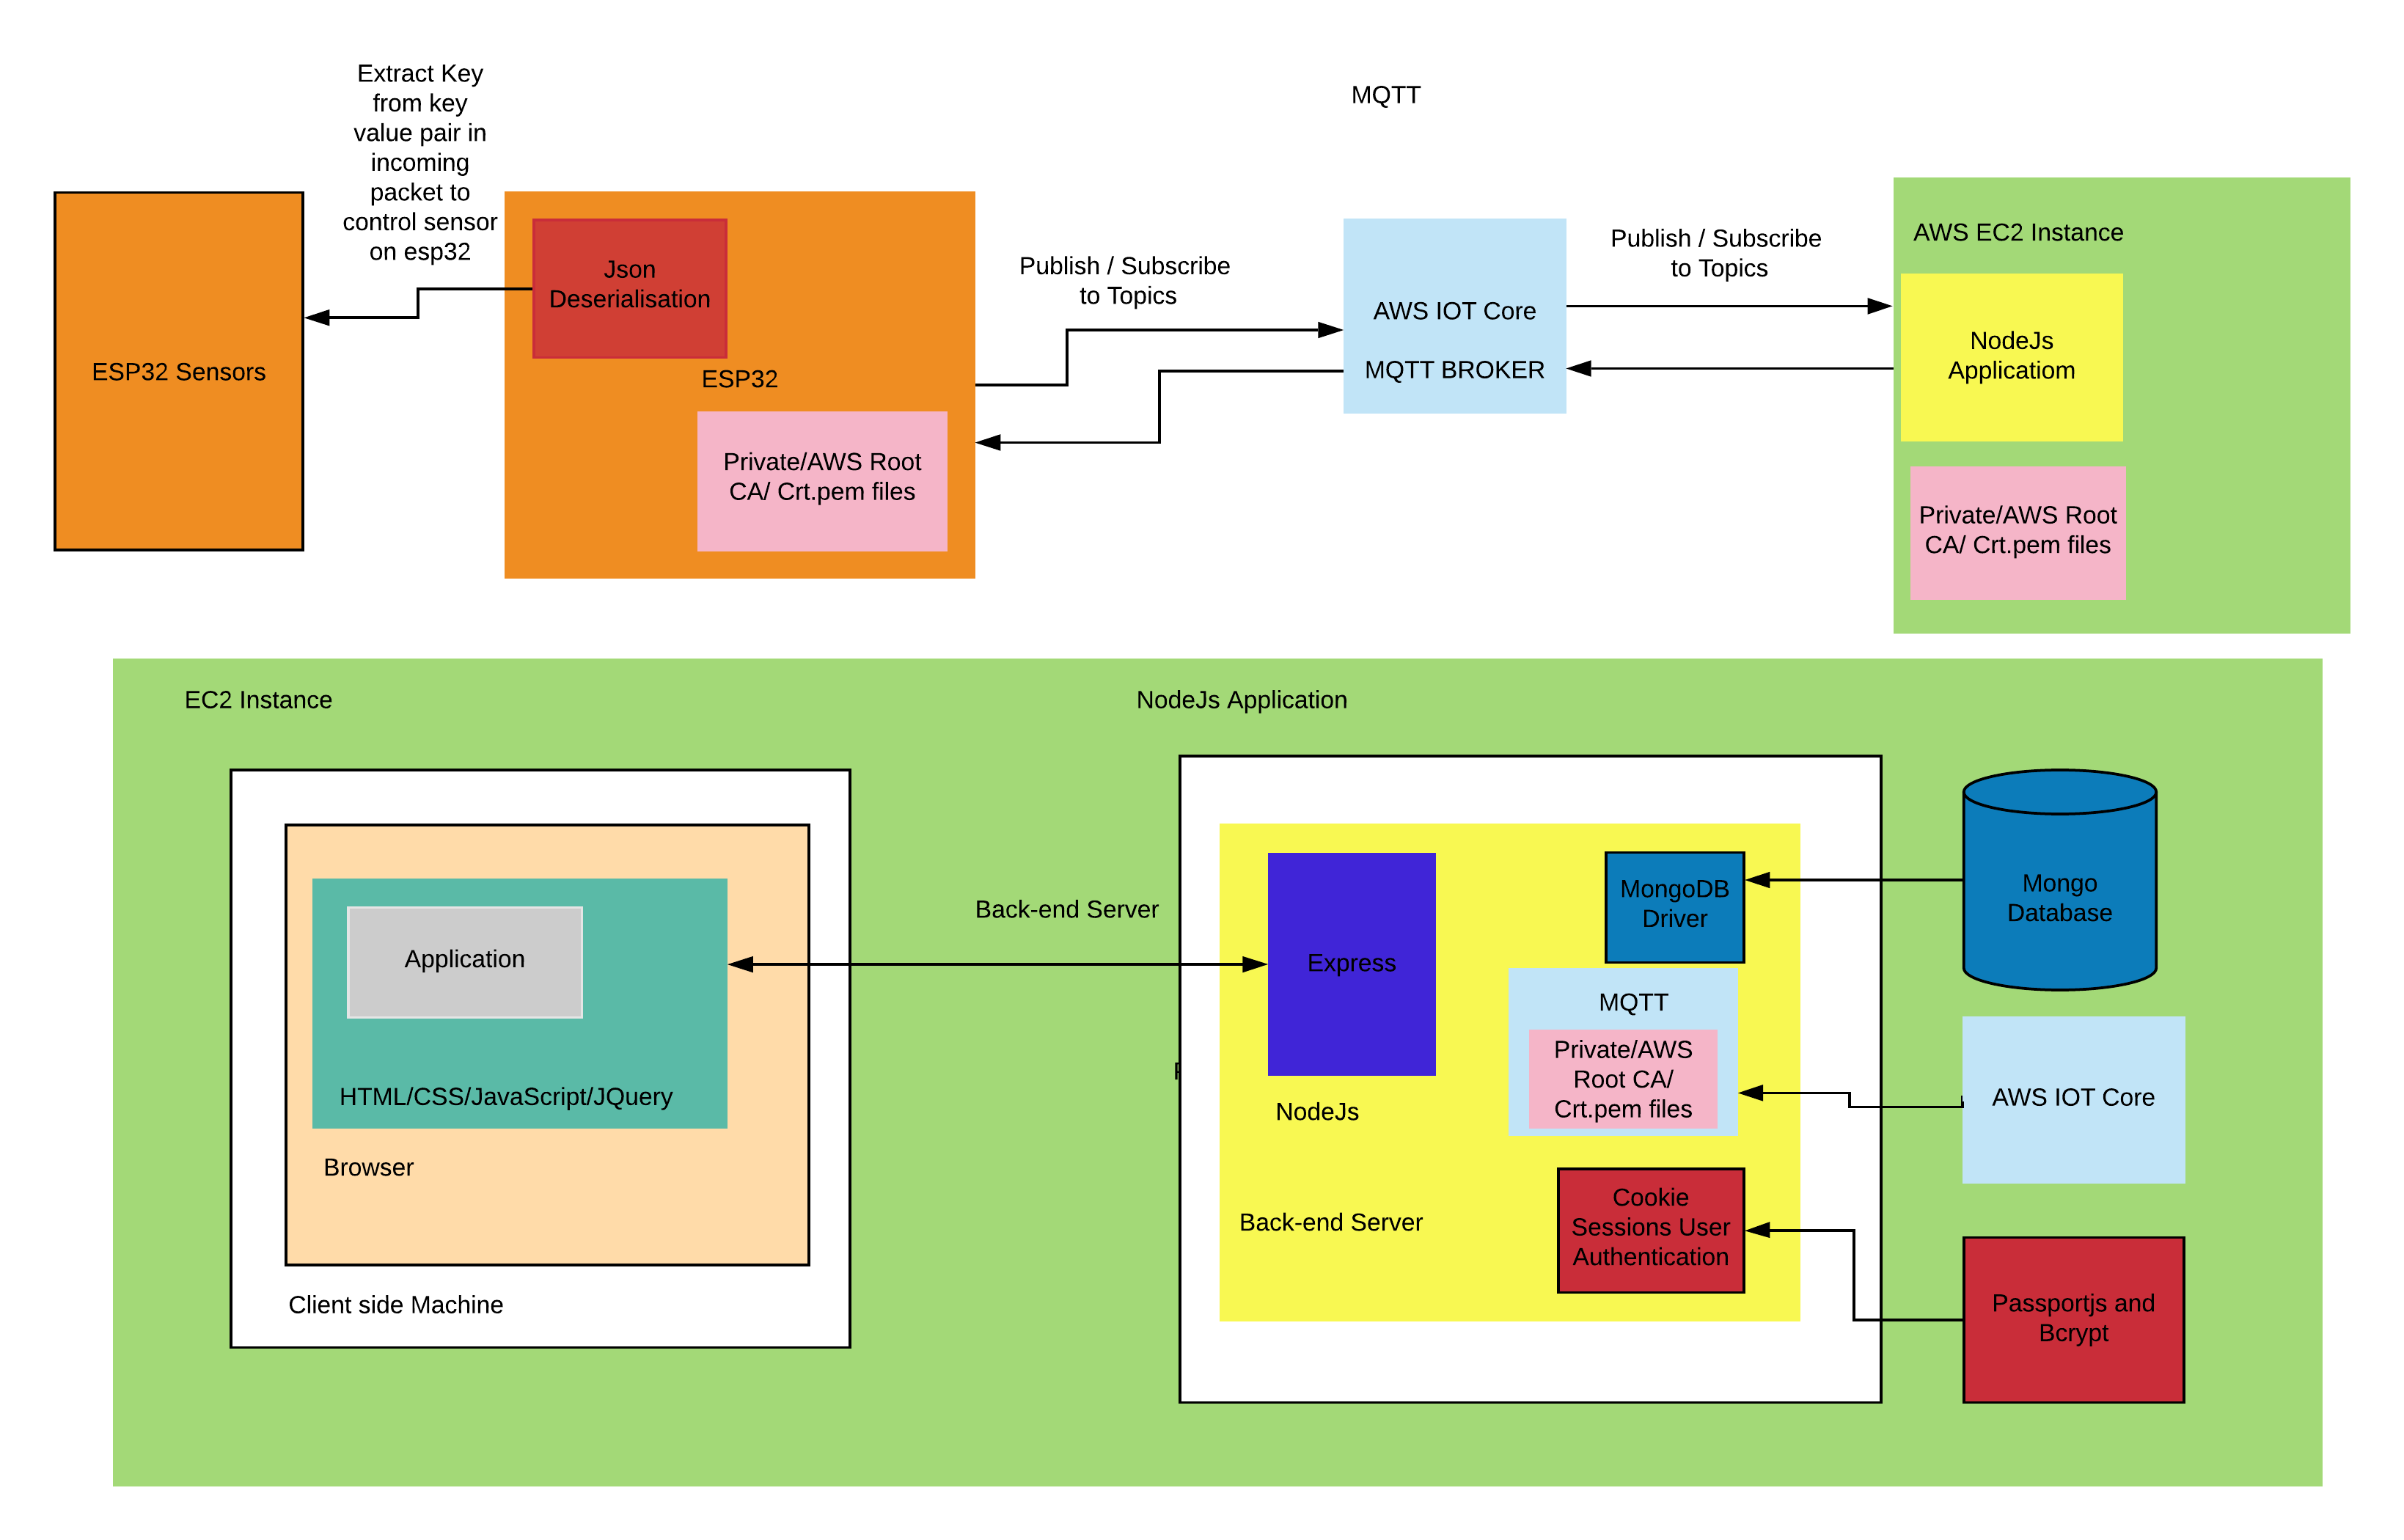 Extract Key
from key
value pair in
incoming
packet to
control sensor
on esp32
MQTT
ESP32 Sensors
Json
Deserialisation
ESP32
Private/AWS Root
CA/ Crt.pem files
Publish / Subscribe
to Topics
AWS IOT Core
MQTT BROKER
Publish / Subscribe
to Topics
AWS EC2 Instance
NodeJs
Applicatiom
Private/AWS Root
CA/ Crt.pem files
EC2 Instance
NodeJs Application
Application
HTML/CSS/JavaScript/JQuery
Browser
Client side Machine
Back-end Server
Express
NodeJs
Back-end Server
MongoDB
Driver
MQTT
Private/AWS
Root CA/
Crt.pem files
Cookie
Sessions User
Authentication
Mongo
Database
AWS IOT Core
Passportjs and
Bcrypt